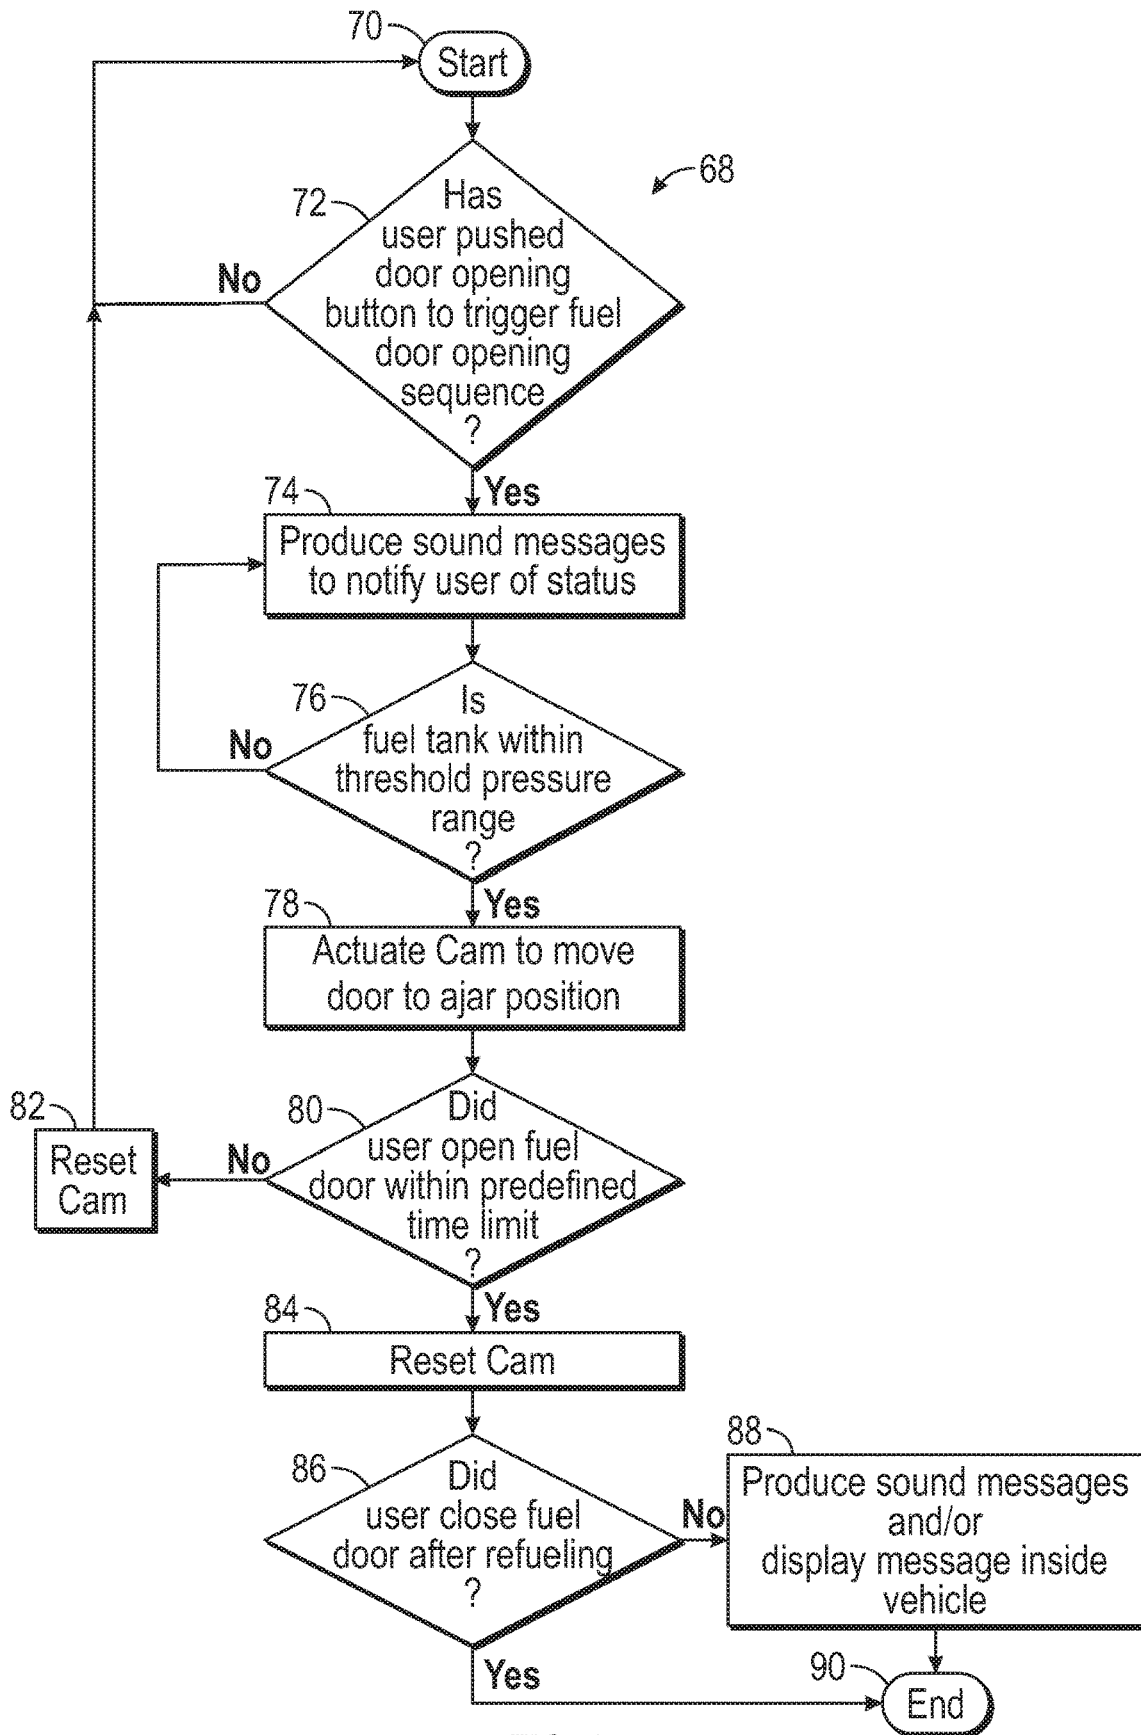 70
Start
68
72
Has
user pushed
door opening
button to trigger fuel
door opening
sequence
?
No
Yes
74
Produce sound messages
to notify user of status
76
Is
fuel tank within
threshold pressure
range
?
No
Yes
78
Actuate Cam to move
door to ajar position
80
Did
user open fuel
door within predefined
time limit
?
No
82
Reset
Cam
Yes
84
Reset Cam
86
Did
user close fuel
door after refueling
?
No
88
Produce sound messages
and/or
display message inside
vehicle
Yes
90
End